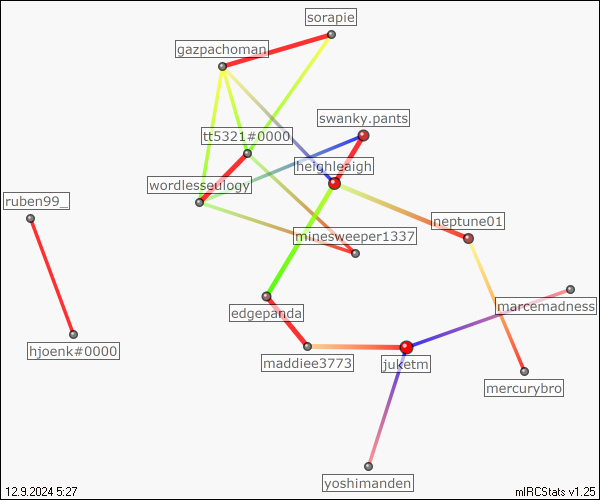 sorapie
gazpachoman
swanky.pants
tt5321#0000
heighleaigh
wordlesseulogy
ruben99_
neptune01
minesweeper1337
marcemadness
edgepanda
hjoenk#0000
maddiee3773
juketm
mercurybro
yoshimanden
12.9.2024 5:27
mIRCStats v1.25